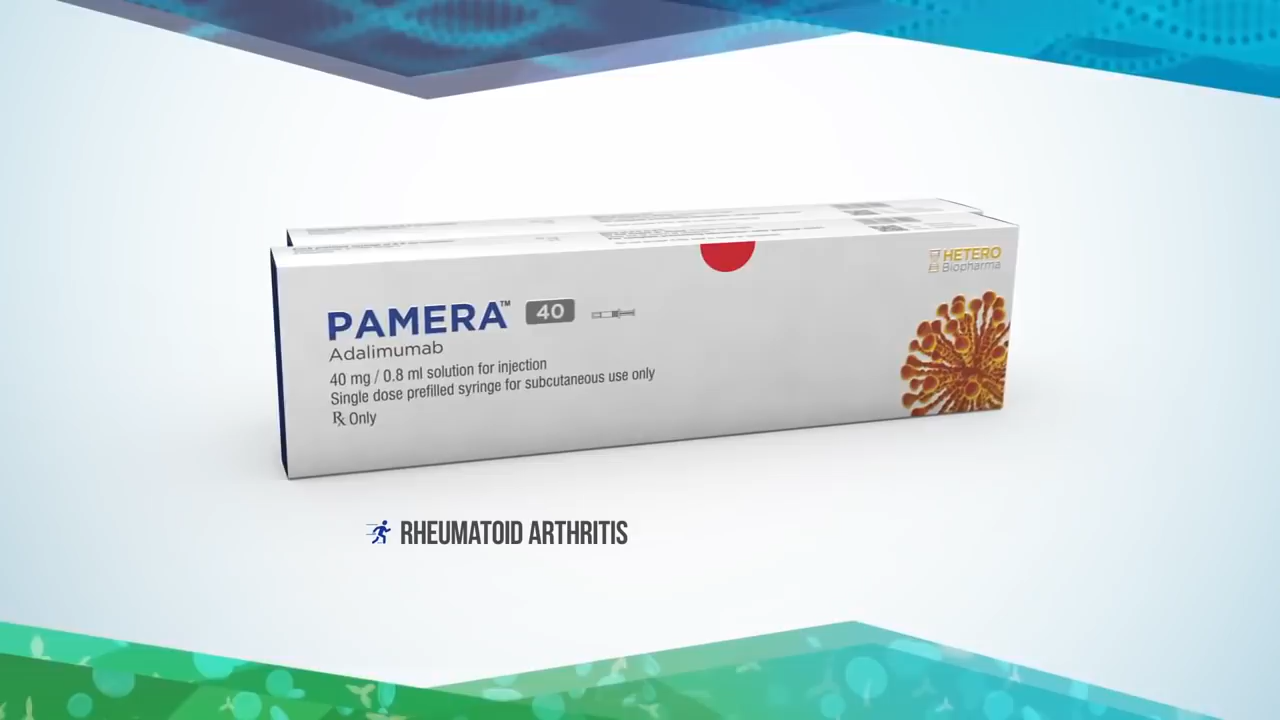 HETERO
Biopharma
PAMERA™ 40
Adalimumab
40 mg / 0.8 ml solution for injection
Single dose prefilled syringe for subcutaneous use only
℞ Only
RHEUMATOID ARTHRITIS